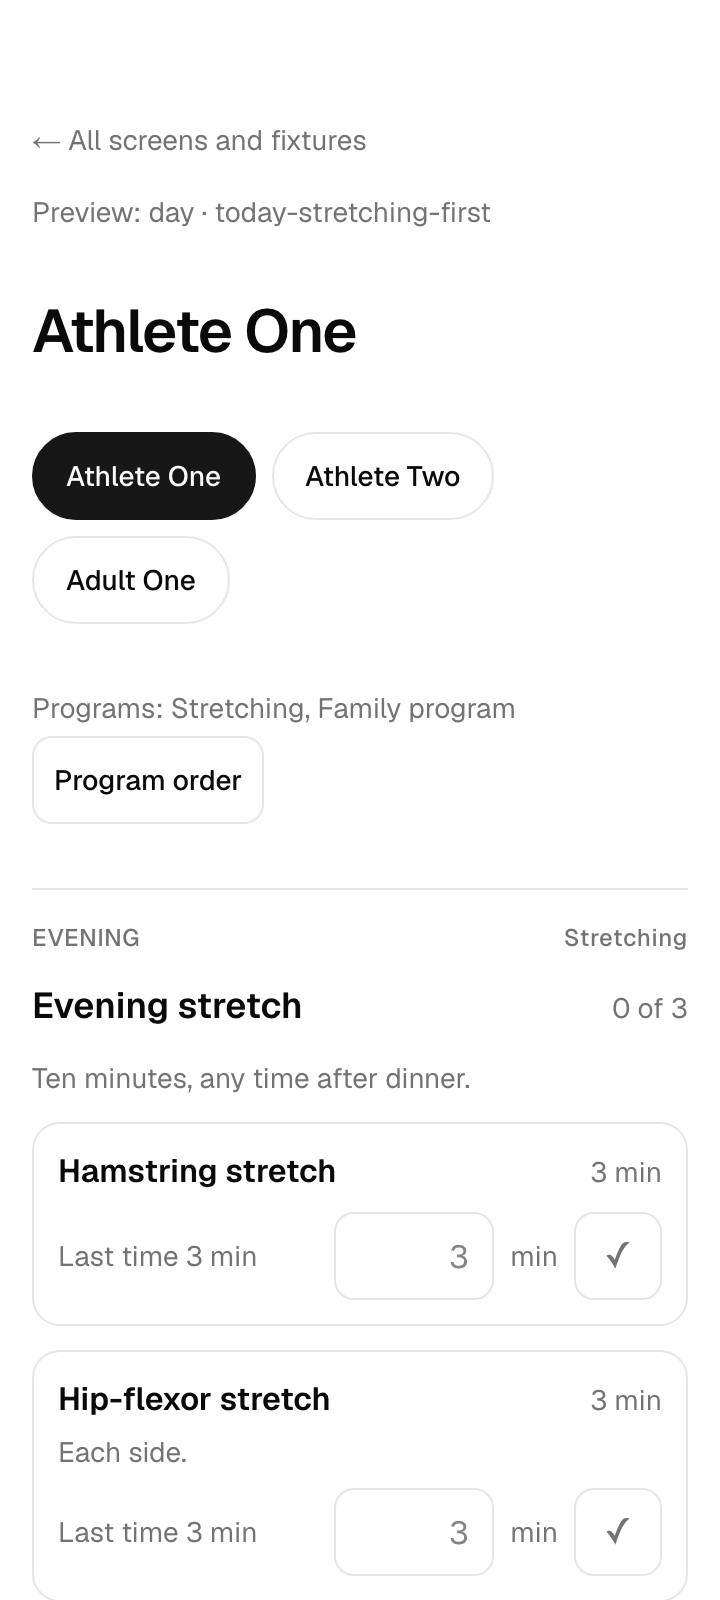 ← All screens and fixtures
Preview: day · today-stretching-first
Athlete One
Athlete One Athlete Two
Adult One
Programs: Stretching, Family program
Program order
EVENING Stretching
Evening stretch 0 of 3
Ten minutes, any time after dinner.
Hamstring stretch 3 min
Last time 3 min 3 min ✓
Hip-flexor stretch 3 min
Each side.
Last time 3 min 3 min ✓